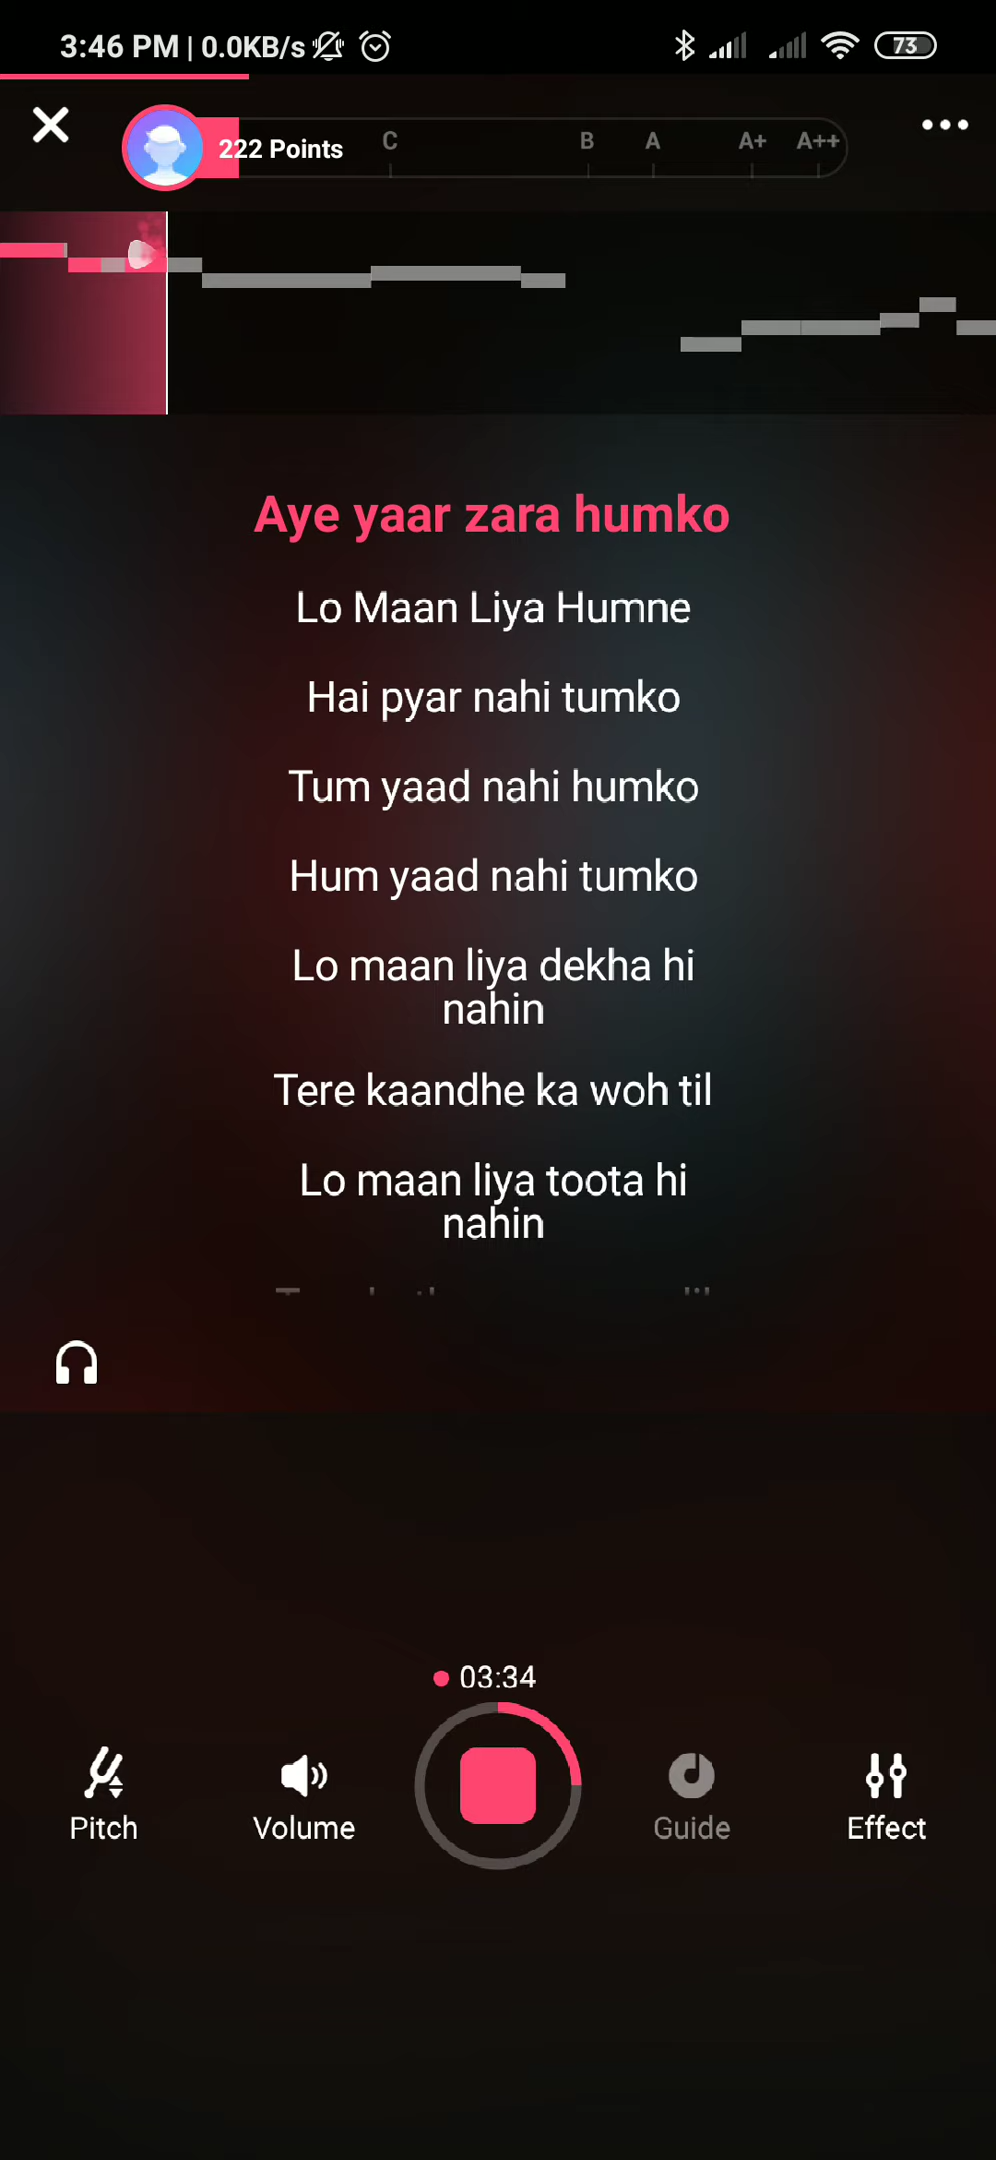 3:46 PM | 0.0KB/s 73
222 Points C B A A+ A++
Aye yaar zara humko
Lo Maan Liya Humne
Hai pyar nahi tumko
Tum yaad nahi humko
Hum yaad nahi tumko
Lo maan liya dekha hi
nahin
Tere kaandhe ka woh til
Lo maan liya toota hi
nahin
03:34
Pitch Volume Guide Effect